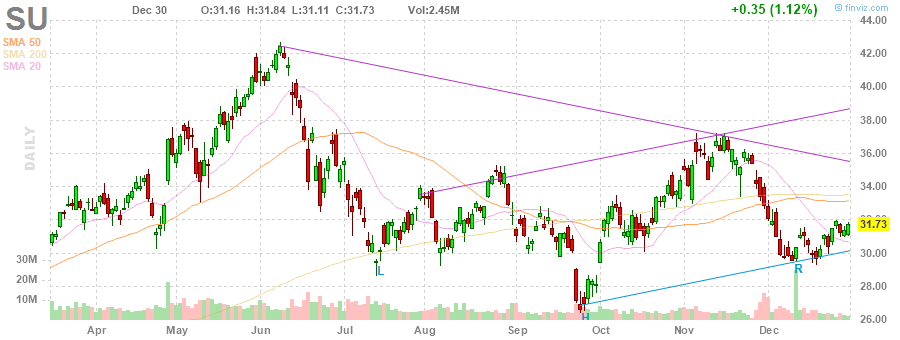 SU
Dec 30 O:31.16 H:31.84 L:31.11 C:31.73 Vol:2.45M
+0.35 (1.12%)
© finviz.com
SMA 50
SMA 200
SMA 20
DAILY
44.00
42.00
40.00
38.00
36.00
34.00
32.00
31.73
30.00
28.00
26.00
30M
20M
10M
L
H
R
Apr May Jun Jul Aug Sep Oct Nov Dec